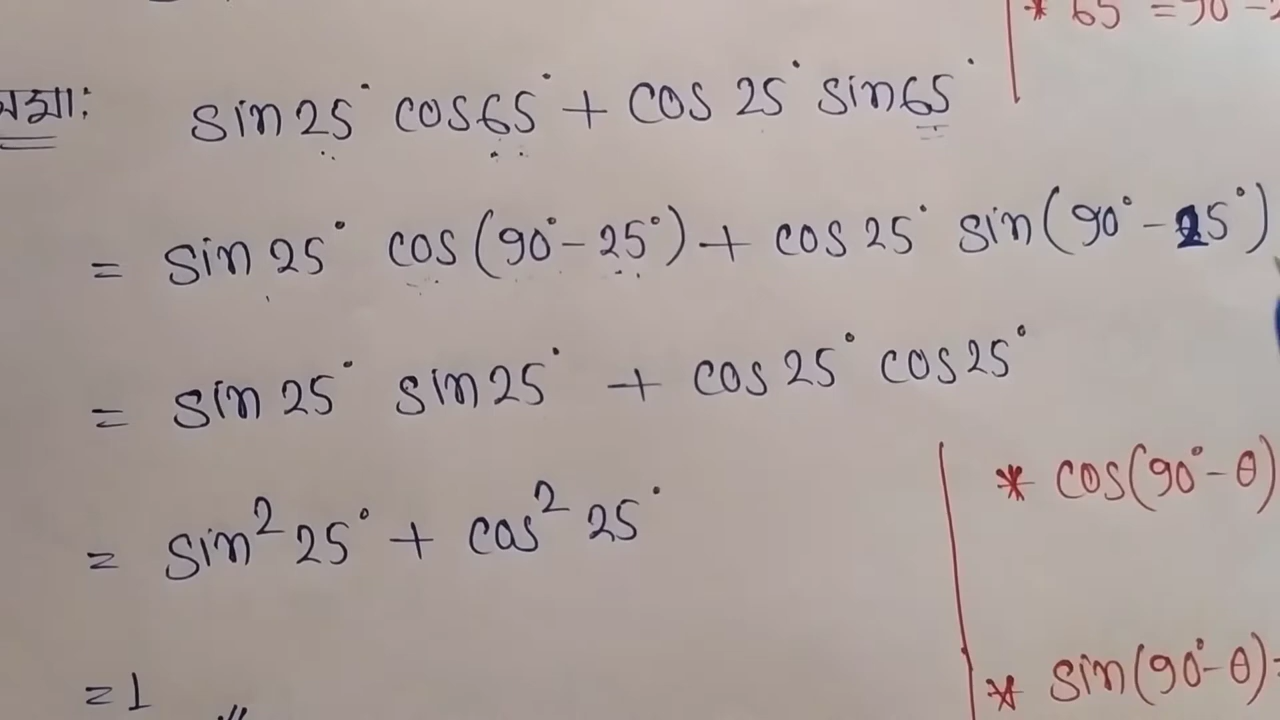 * 65 = 90 -
sin 25° cos 65° + cos 25° sin 65°
= sin 25° cos (90° - 25°) + cos 25° sin (90° - 25°)
= sin 25° sin 25° + cos 25° cos 25°
= sin² 25° + cos² 25°
* cos (90° - θ)
= 1
* sin (90° - θ) =